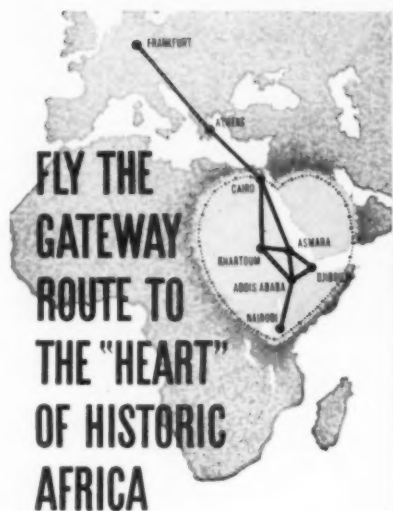 FRANKFURT
ATHENS
CAIRO
KHARTOUM
ASMARA
DJIBOUTI
ADDIS ABABA
NAIROBI
FLY THE
GATEWAY
ROUTE TO
THE "HEART"
OF HISTORIC
AFRICA